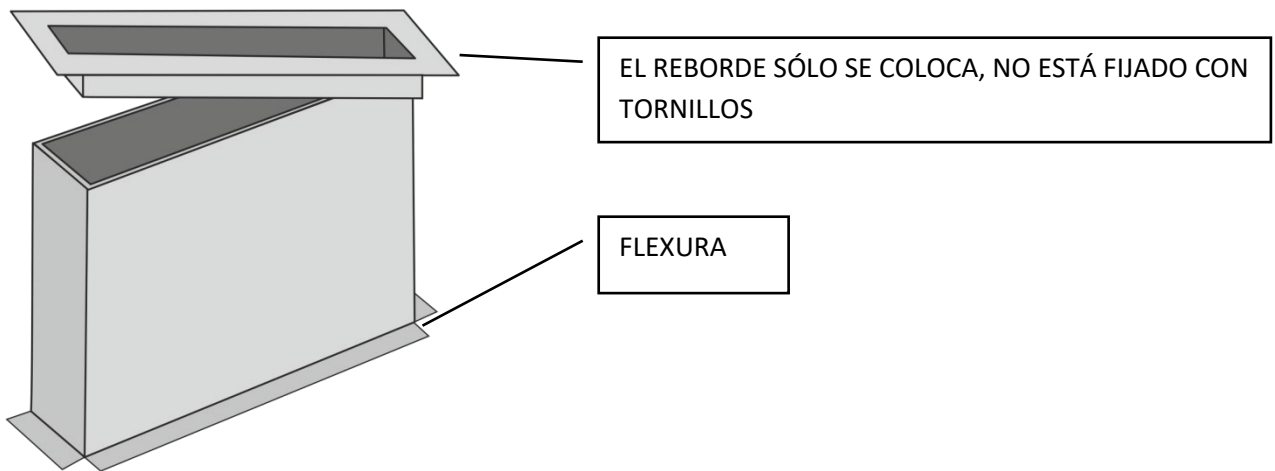 EL REBORDE SÓLO SE COLOCA, NO ESTÁ FIJADO CON
TORNILLOS
FLEXURA